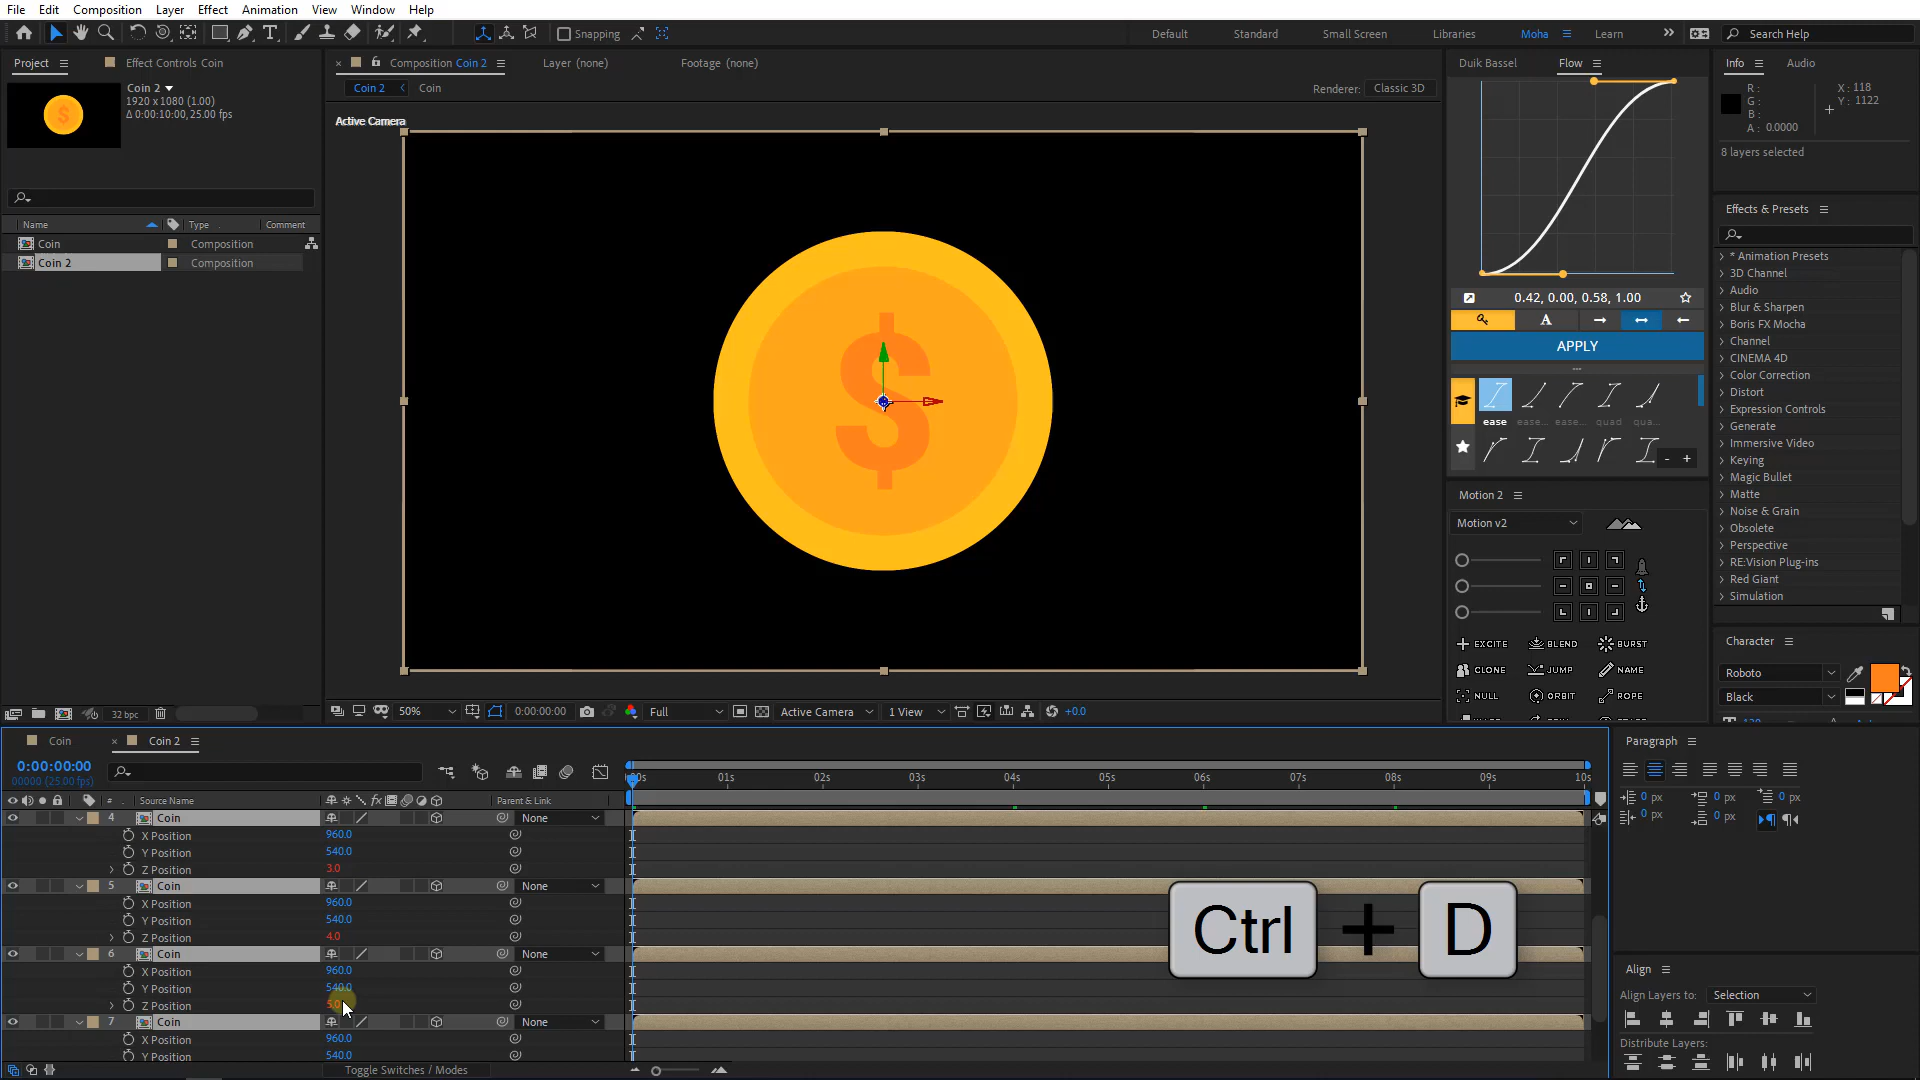 File Edit Composition Layer Effect Animation View Window Help
Snapping
Default Standard Small Screen Libraries Moha Learn Search Help
Project Effect Controls Coin
Coin 2
1920 x 1080 (1.00)
Δ 0:00:10:00, 25.00 fps
Name Type Comment
Coin Composition
Coin 2 Composition
32 bpc
Composition Coin 2 Layer (none) Footage (none)
Coin 2 Coin Renderer: Classic 3D
Active Camera
$
50% 0:00:00:00 Full Active Camera 1 View +0.0
Duik Bassel Flow
0.42, 0.00, 0.58, 1.00
A
APPLY
ease ease... ease... quad qua...
- +
Motion 2
Motion v2
EXCITE BLEND BURST
CLONE JUMP NAME
NULL ORBIT ROPE
Info Audio
R :
G :
B :
A : 0.0000
X : 118
Y : 1122
8 layers selected
Effects & Presets
* Animation Presets
3D Channel
Audio
Blur & Sharpen
Boris FX Mocha
Channel
CINEMA 4D
Color Correction
Distort
Expression Controls
Generate
Immersive Video
Keying
Magic Bullet
Matte
Noise & Grain
Obsolete
Perspective
RE:Vision Plug-ins
Red Giant
Simulation
Character
Roboto
Black
Coin Coin 2
0:00:00:00
00000 (25.00 fps)
# Source Name fx Parent & Link
00s 01s 02s 03s 04s 05s 06s 07s 08s 09s 10s
4 Coin None
X Position 960.0
Y Position 540.0
Z Position 3.0
5 Coin None
X Position 960.0
Y Position 540.0
Z Position 4.0
6 Coin None
X Position 960.0
Y Position 540.0
Z Position 5.0
7 Coin None
X Position 960.0
Y Position 540.0
Toggle Switches / Modes
Ctrl + D
Paragraph
0 px 0 px 0 px
0 px 0 px
Align
Align Layers to: Selection
Distribute Layers: